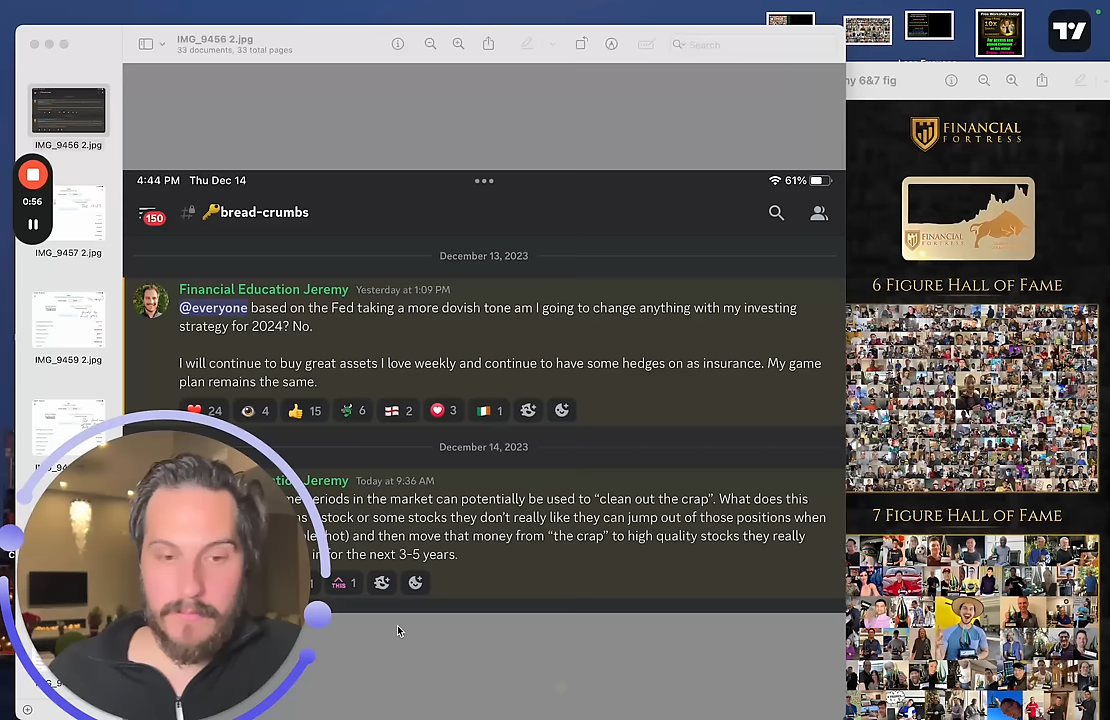 IMG_9456 2.jpg
33 documents, 33 total pages
Search
ny 6&7 fig
IMG_9456 2.jpg
IMG_9457 2.jpg
IMG_9459 2.jpg
0:56
4:44 PM Thu Dec 14
61%
150
bread-crumbs
December 13, 2023
Financial Education Jeremy Yesterday at 1:09 PM
@everyone based on the Fed taking a more dovish tone am I going to change anything with my investing
strategy for 2024? No.
I will continue to buy great assets I love weekly and continue to have some hedges on as insurance. My game
plan remains the same.
24 4 15 6 2 3 1
December 14, 2023
Jeremy Today at 9:36 AM
periods in the market can potentially be used to “clean out the crap”. What does this
stock or some stocks they don’t really like they can jump out of those positions when
hot) and then move that money from “the crap” to high quality stocks they really
for the next 3-5 years.
1 THIS 1
FINANCIAL
FORTRESS
FINANCIAL
FORTRESS
6 FIGURE HALL OF FAME
7 FIGURE HALL OF FAME